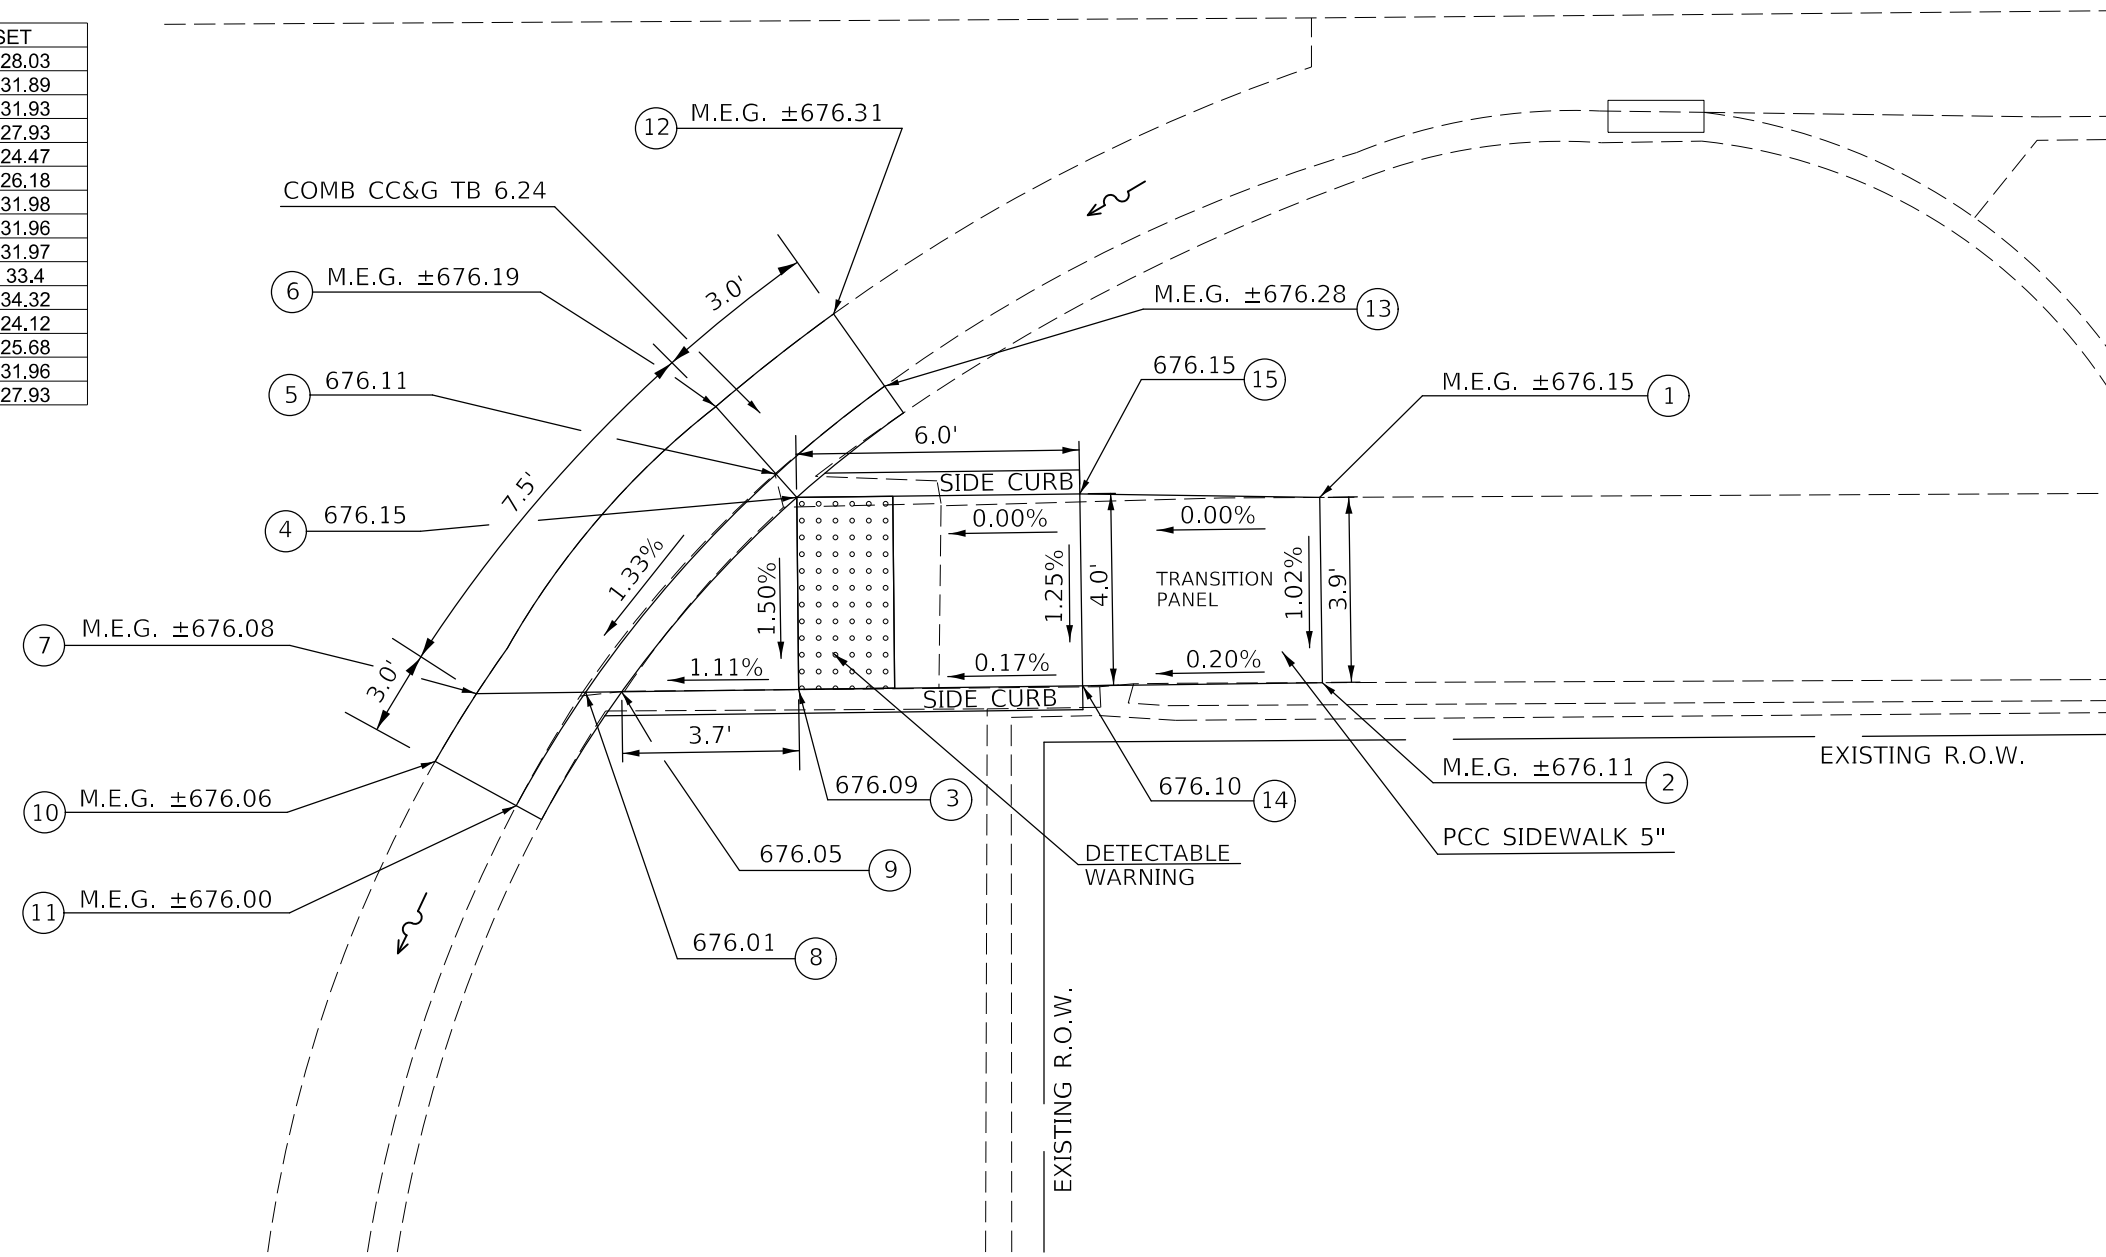 SET
28.03
31.89
31.93
27.93
24.47
26.18
31.98
31.96
31.97
33.4
34.32
24.12
25.68
31.96
27.93
12 M.E.G. ±676.31
COMB CC&G TB 6.24
6 M.E.G. ±676.19
3.0'
M.E.G. ±676.28 13
5 676.11
676.15 15
M.E.G. ±676.15 1
6.0'
SIDE CURB
7.5'
4 676.15
0.00%
0.00%
1.33%
1.50%
1.25%
4.0'
TRANSITION
PANEL
1.02%
3.9'
7 M.E.G. ±676.08
3.0'
1.11%
0.17%
0.20%
SIDE CURB
3.7'
EXISTING R.O.W.
10 M.E.G. ±676.06
676.09 3
676.10 14
M.E.G. ±676.11 2
676.05 9
DETECTABLE
WARNING
PCC SIDEWALK 5"
11 M.E.G. ±676.00
676.01 8
EXISTING R.O.W.